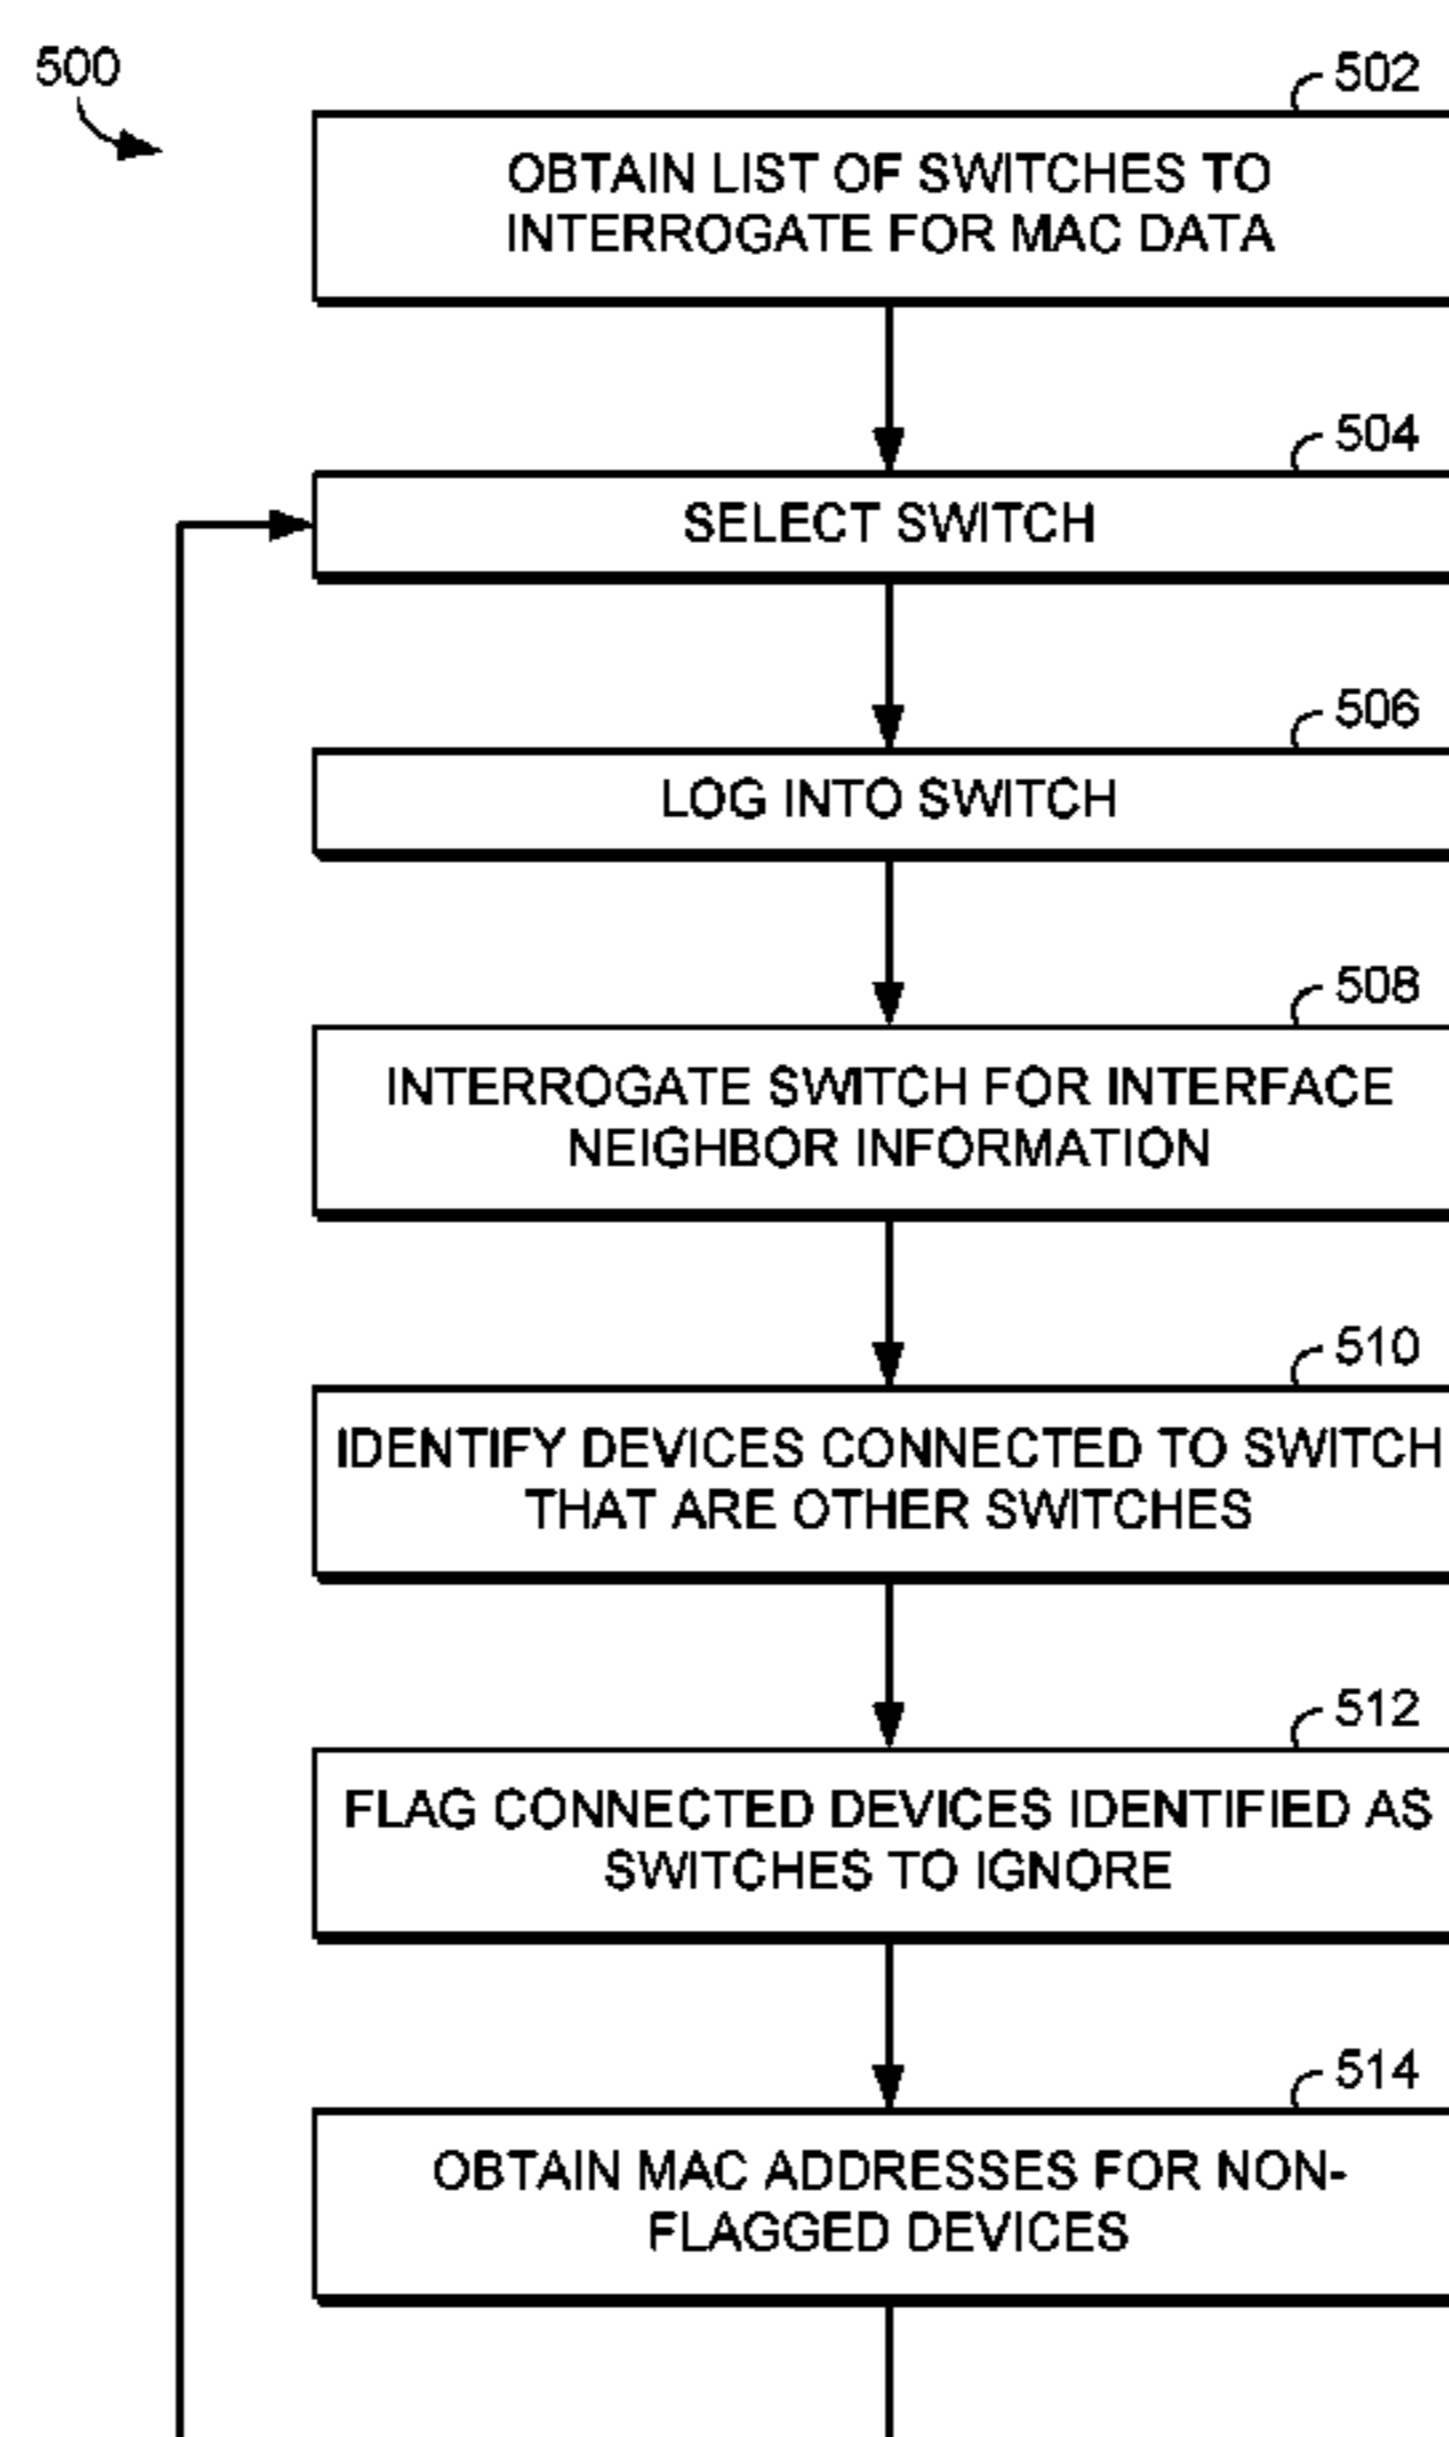 500
502
OBTAIN LIST OF SWITCHES TO
INTERROGATE FOR MAC DATA
504
SELECT SWITCH
506
LOG INTO SWITCH
508
INTERROGATE SWITCH FOR INTERFACE
NEIGHBOR INFORMATION
510
IDENTIFY DEVICES CONNECTED TO SWITCH
THAT ARE OTHER SWITCHES
512
FLAG CONNECTED DEVICES IDENTIFIED AS
SWITCHES TO IGNORE
514
OBTAIN MAC ADDRESSES FOR NON-
FLAGGED DEVICES